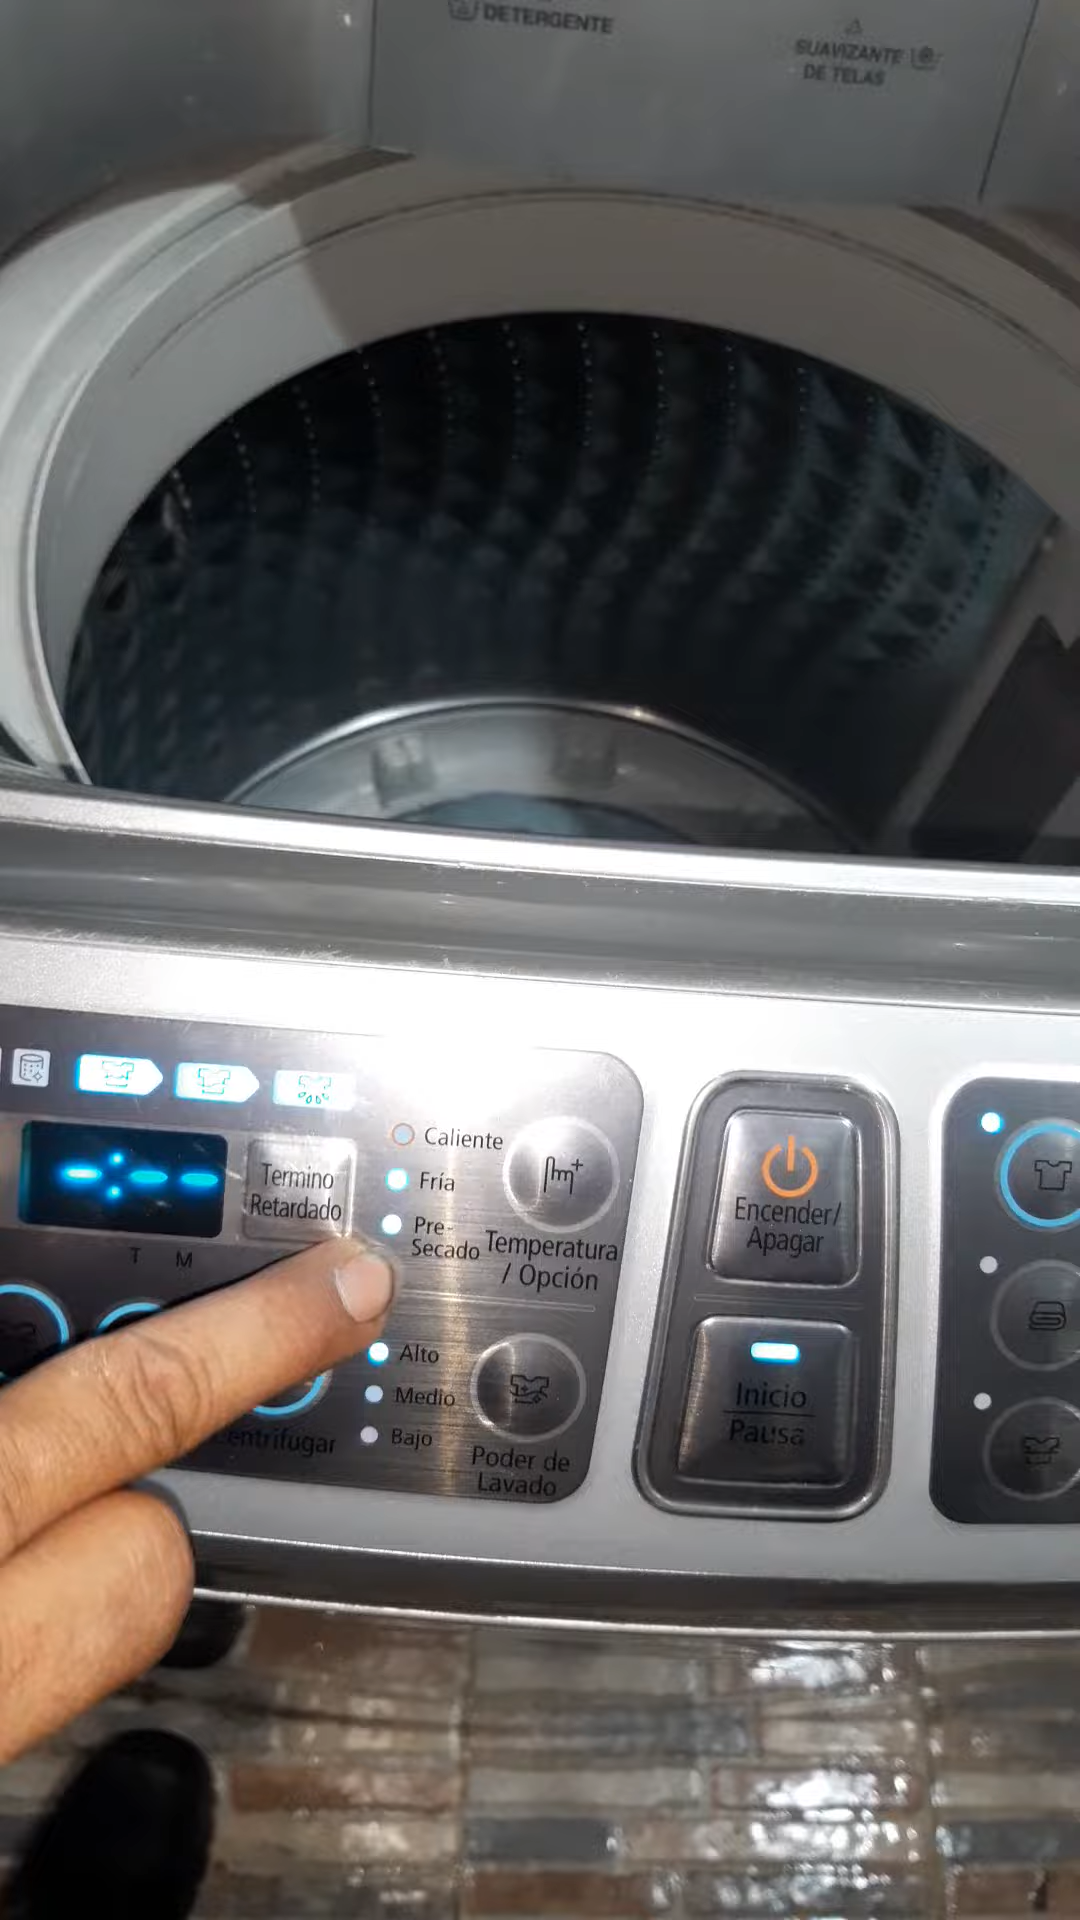 DETERGENTE
SUAVIZANTE
DE TELAS
Caliente
Fría
Pre-
Secado
Temperatura
/ Opción
Termino
Retardado
T M
Alto
Medio
Bajo
Centrifugar
Poder de
Lavado
Encender/
Apagar
Inicio
Pausa